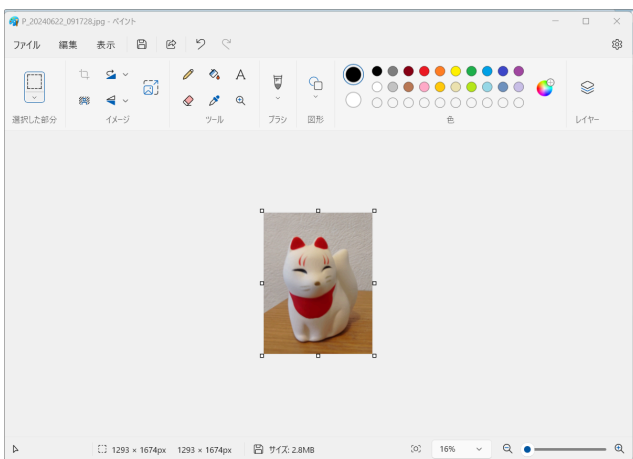 P_20240622_091728.jpg - ペイント
ファイル 編集 表示
選択した部分 イメージ ツール ブラシ 図形 色 レイヤー
1293 × 1674px 1293 × 1674px サイズ: 2.8MB 16%